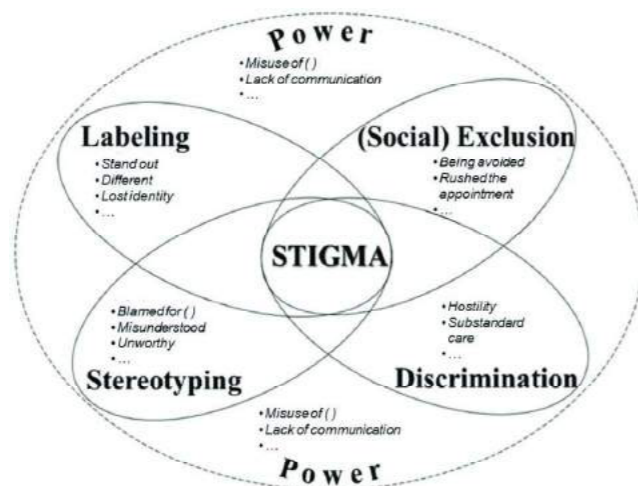 Power
• Misuse of ( )
• Lack of communication
• ...
Labeling
• Stand out
• Different
• Lost identity
• ...
(Social) Exclusion
• Being avoided
• Rushed the
appointment
• ...
STIGMA
• Blamed for ( )
• Misunderstood
• Unworthy
• ...
Stereotyping
• Hostility
• Substandard
care
• ...
Discrimination
• Misuse of ( )
• Lack of communication
• ...
Power